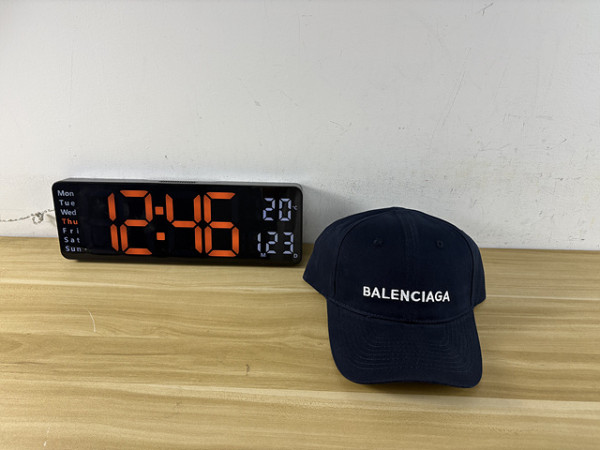 Mon
Tue
Wed
Thu
Fri
Sat
Sun
12:46
20°C
1 23
M D
BALENCIAGA